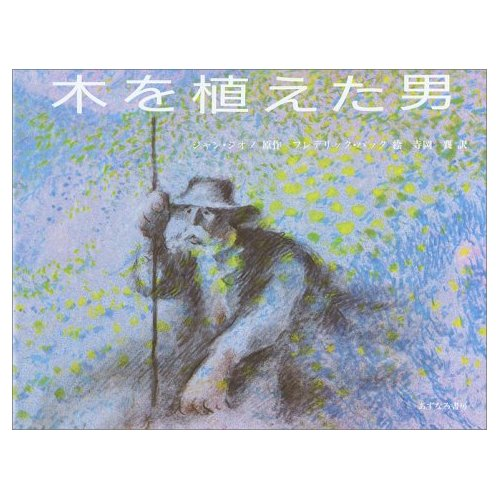 木を植えた男
ジャン・ジオノ 原作 フレデリック・バック 絵 寺岡 襄 訳
あすなろ書房